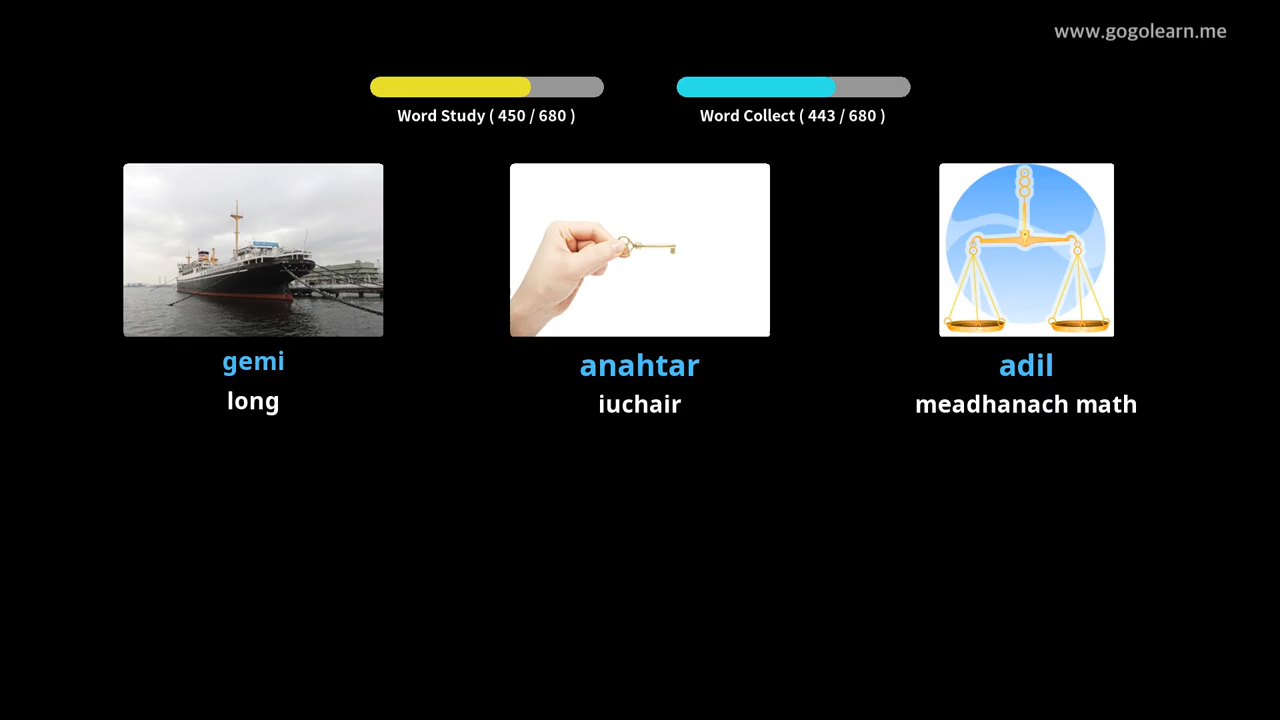 www.gogolearn.me
Word Study ( 450 / 680 )
Word Collect ( 443 / 680 )
gemi
long
anahtar
iuchair
adil
meadhanach math